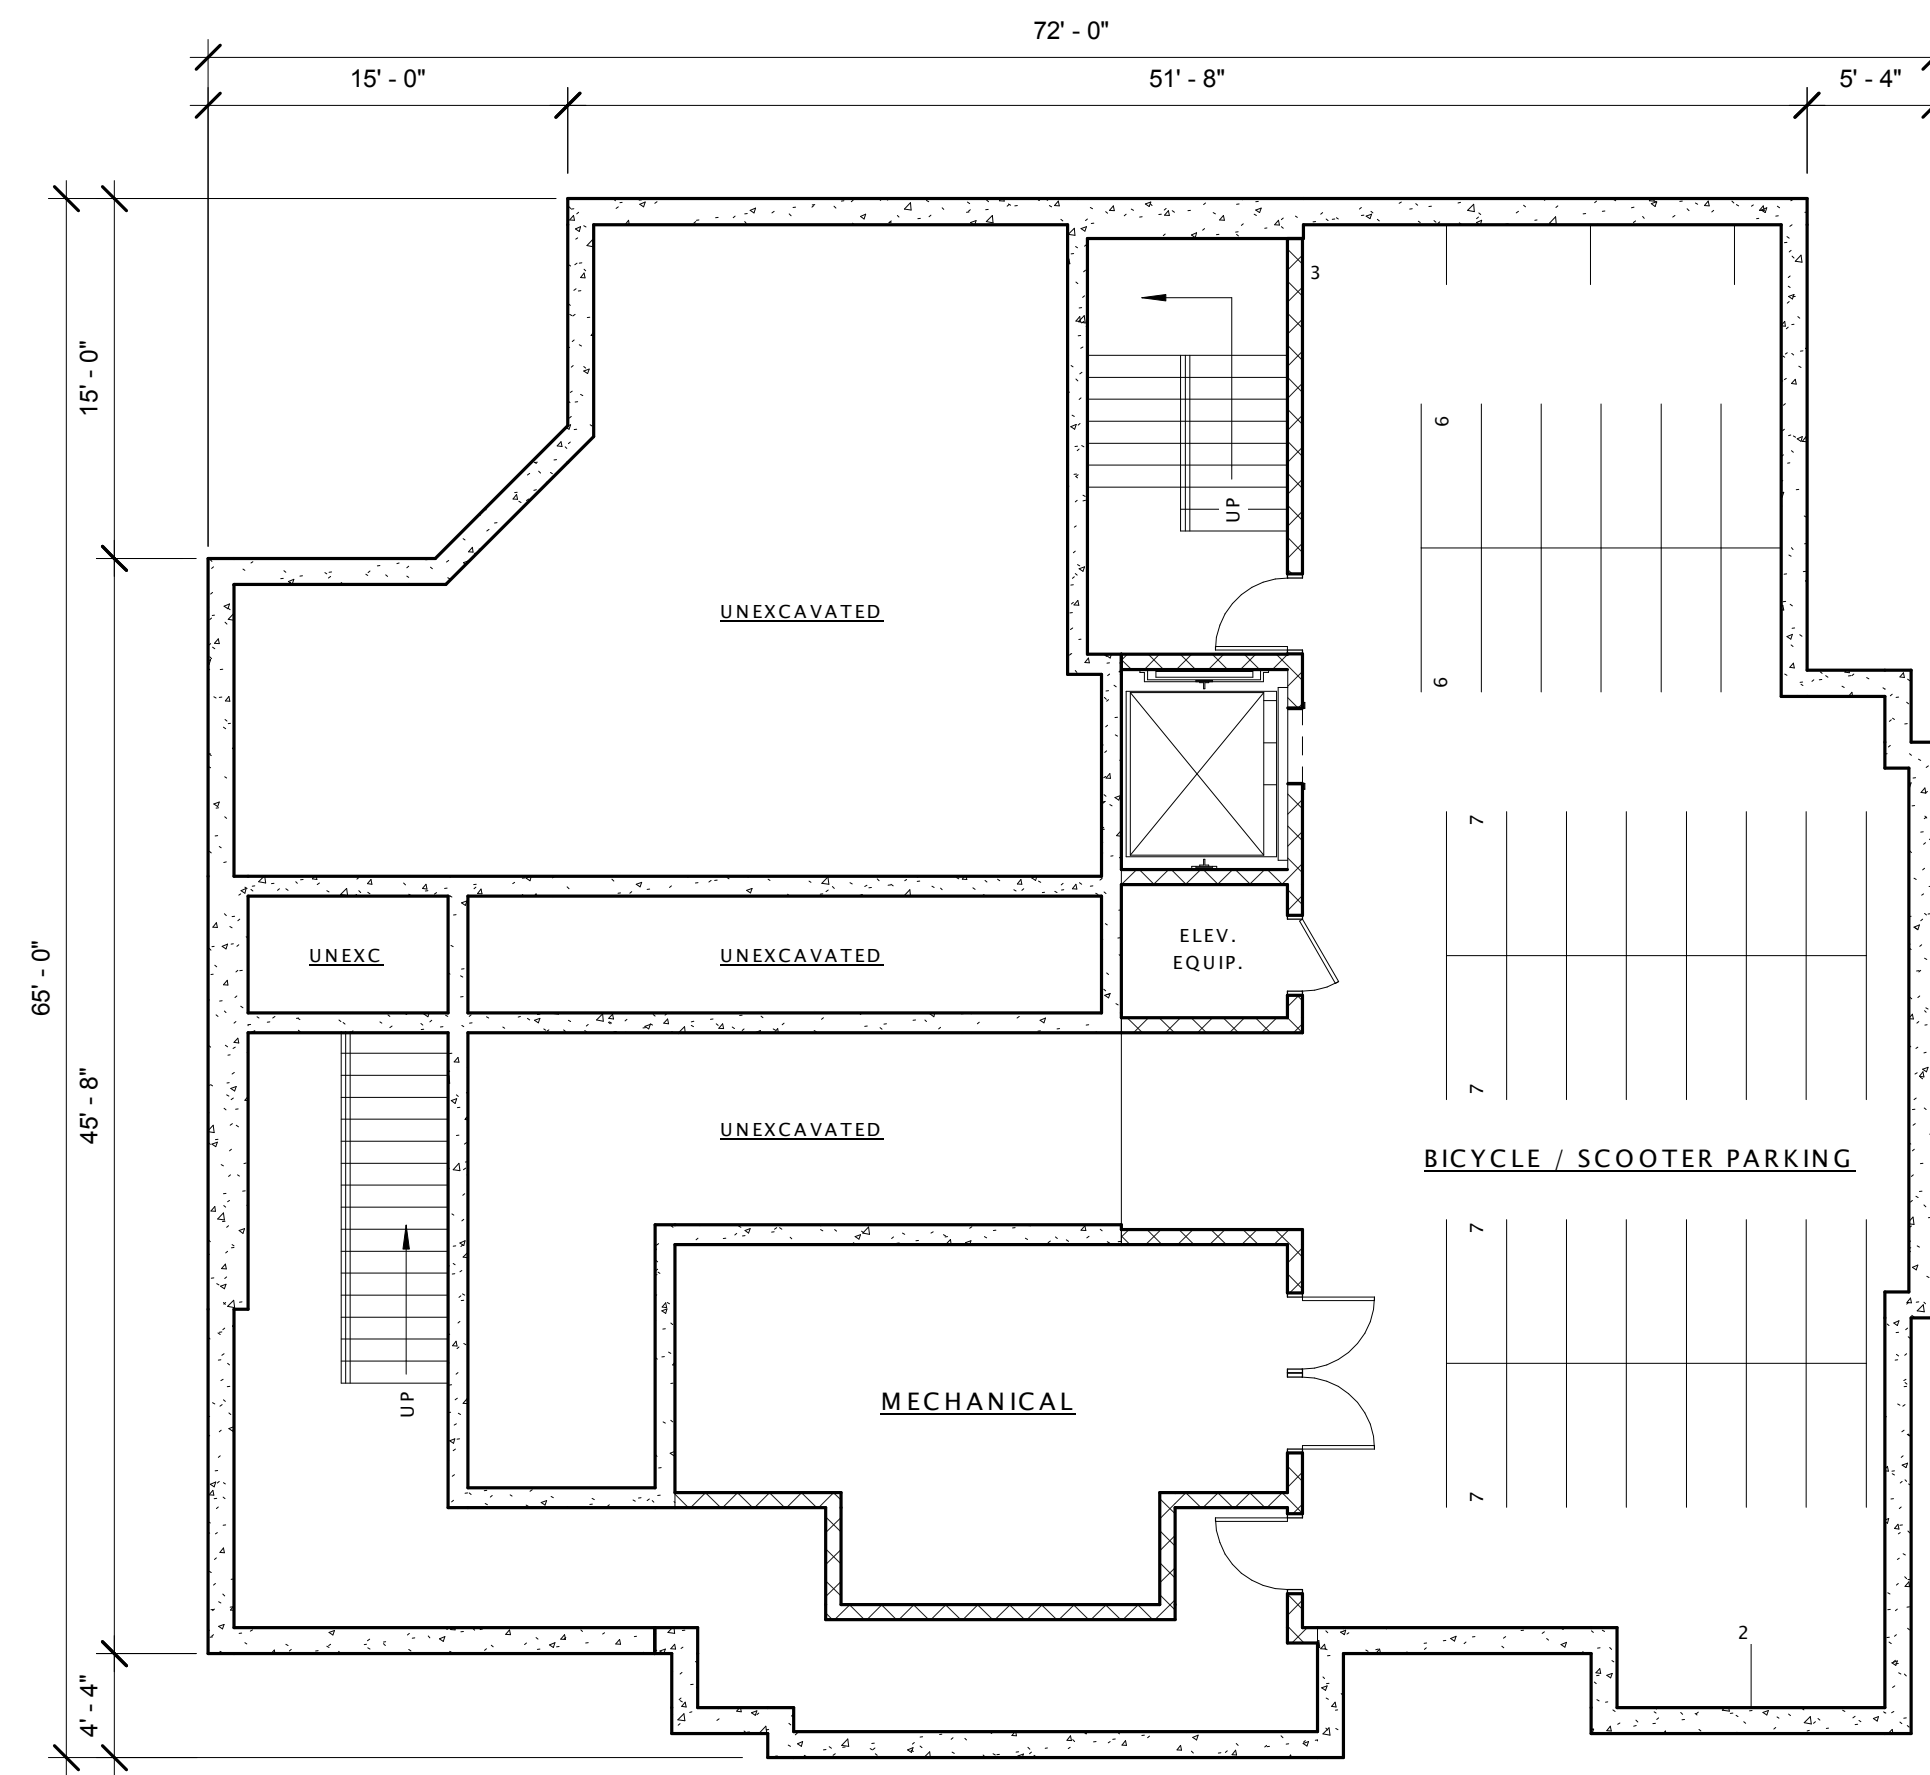 72' - 0"
15' - 0"
51' - 8"
5' - 4"
15' - 0"
3
6
UP
UNEXCAVATED
6
7
ELEV.
EQUIP.
UNEXC
UNEXCAVATED
65' - 0"
45' - 8"
7
UNEXCAVATED
BICYCLE / SCOOTER PARKING
7
UP
MECHANICAL
7
2
4' - 4"